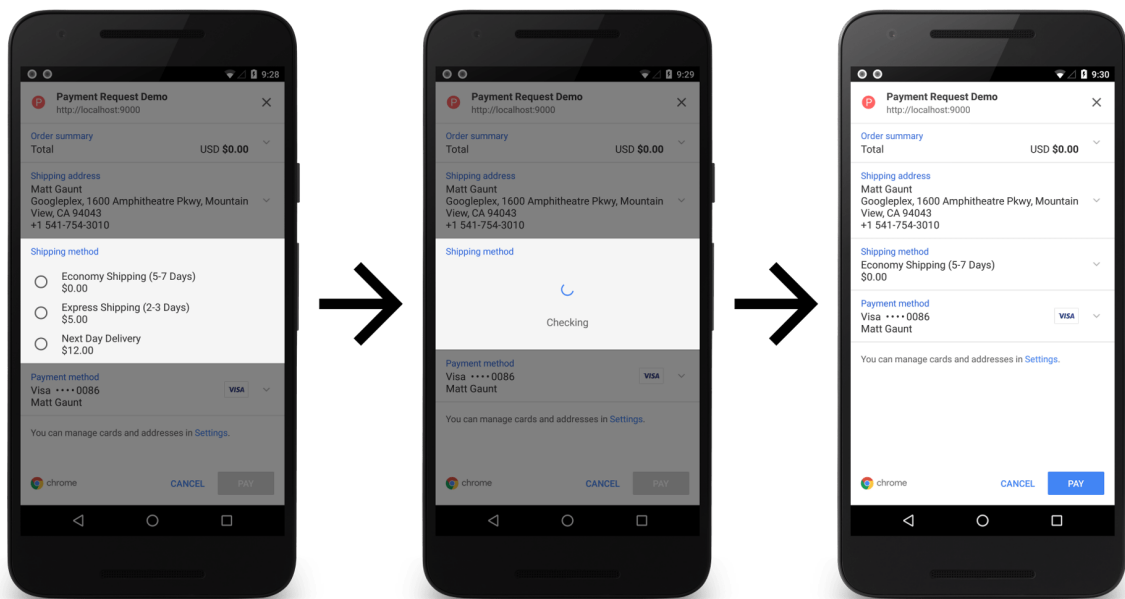 9:28
P
Payment Request Demo
http://localhost:9000
Order summary
Total USD $0.00
Shipping address
Matt Gaunt
Googleplex, 1600 Amphitheatre Pkwy, Mountain
View, CA 94043
+1 541-754-3010
Shipping method
Economy Shipping (5-7 Days)
$0.00
Express Shipping (2-3 Days)
$5.00
Next Day Delivery
$12.00
Payment method
Visa ････0086 VISA
Matt Gaunt
You can manage cards and addresses in Settings.
chrome CANCEL PAY
9:29
P
Payment Request Demo
http://localhost:9000
Order summary
Total USD $0.00
Shipping address
Matt Gaunt
Googleplex, 1600 Amphitheatre Pkwy, Mountain
View, CA 94043
+1 541-754-3010
Shipping method
Checking
Payment method
Visa ････0086 VISA
Matt Gaunt
You can manage cards and addresses in Settings.
chrome CANCEL PAY
9:30
P
Payment Request Demo
http://localhost:9000
Order summary
Total USD $0.00
Shipping address
Matt Gaunt
Googleplex, 1600 Amphitheatre Pkwy, Mountain
View, CA 94043
+1 541-754-3010
Shipping method
Economy Shipping (5-7 Days)
$0.00
Payment method
Visa ････0086 VISA
Matt Gaunt
You can manage cards and addresses in Settings.
chrome CANCEL PAY